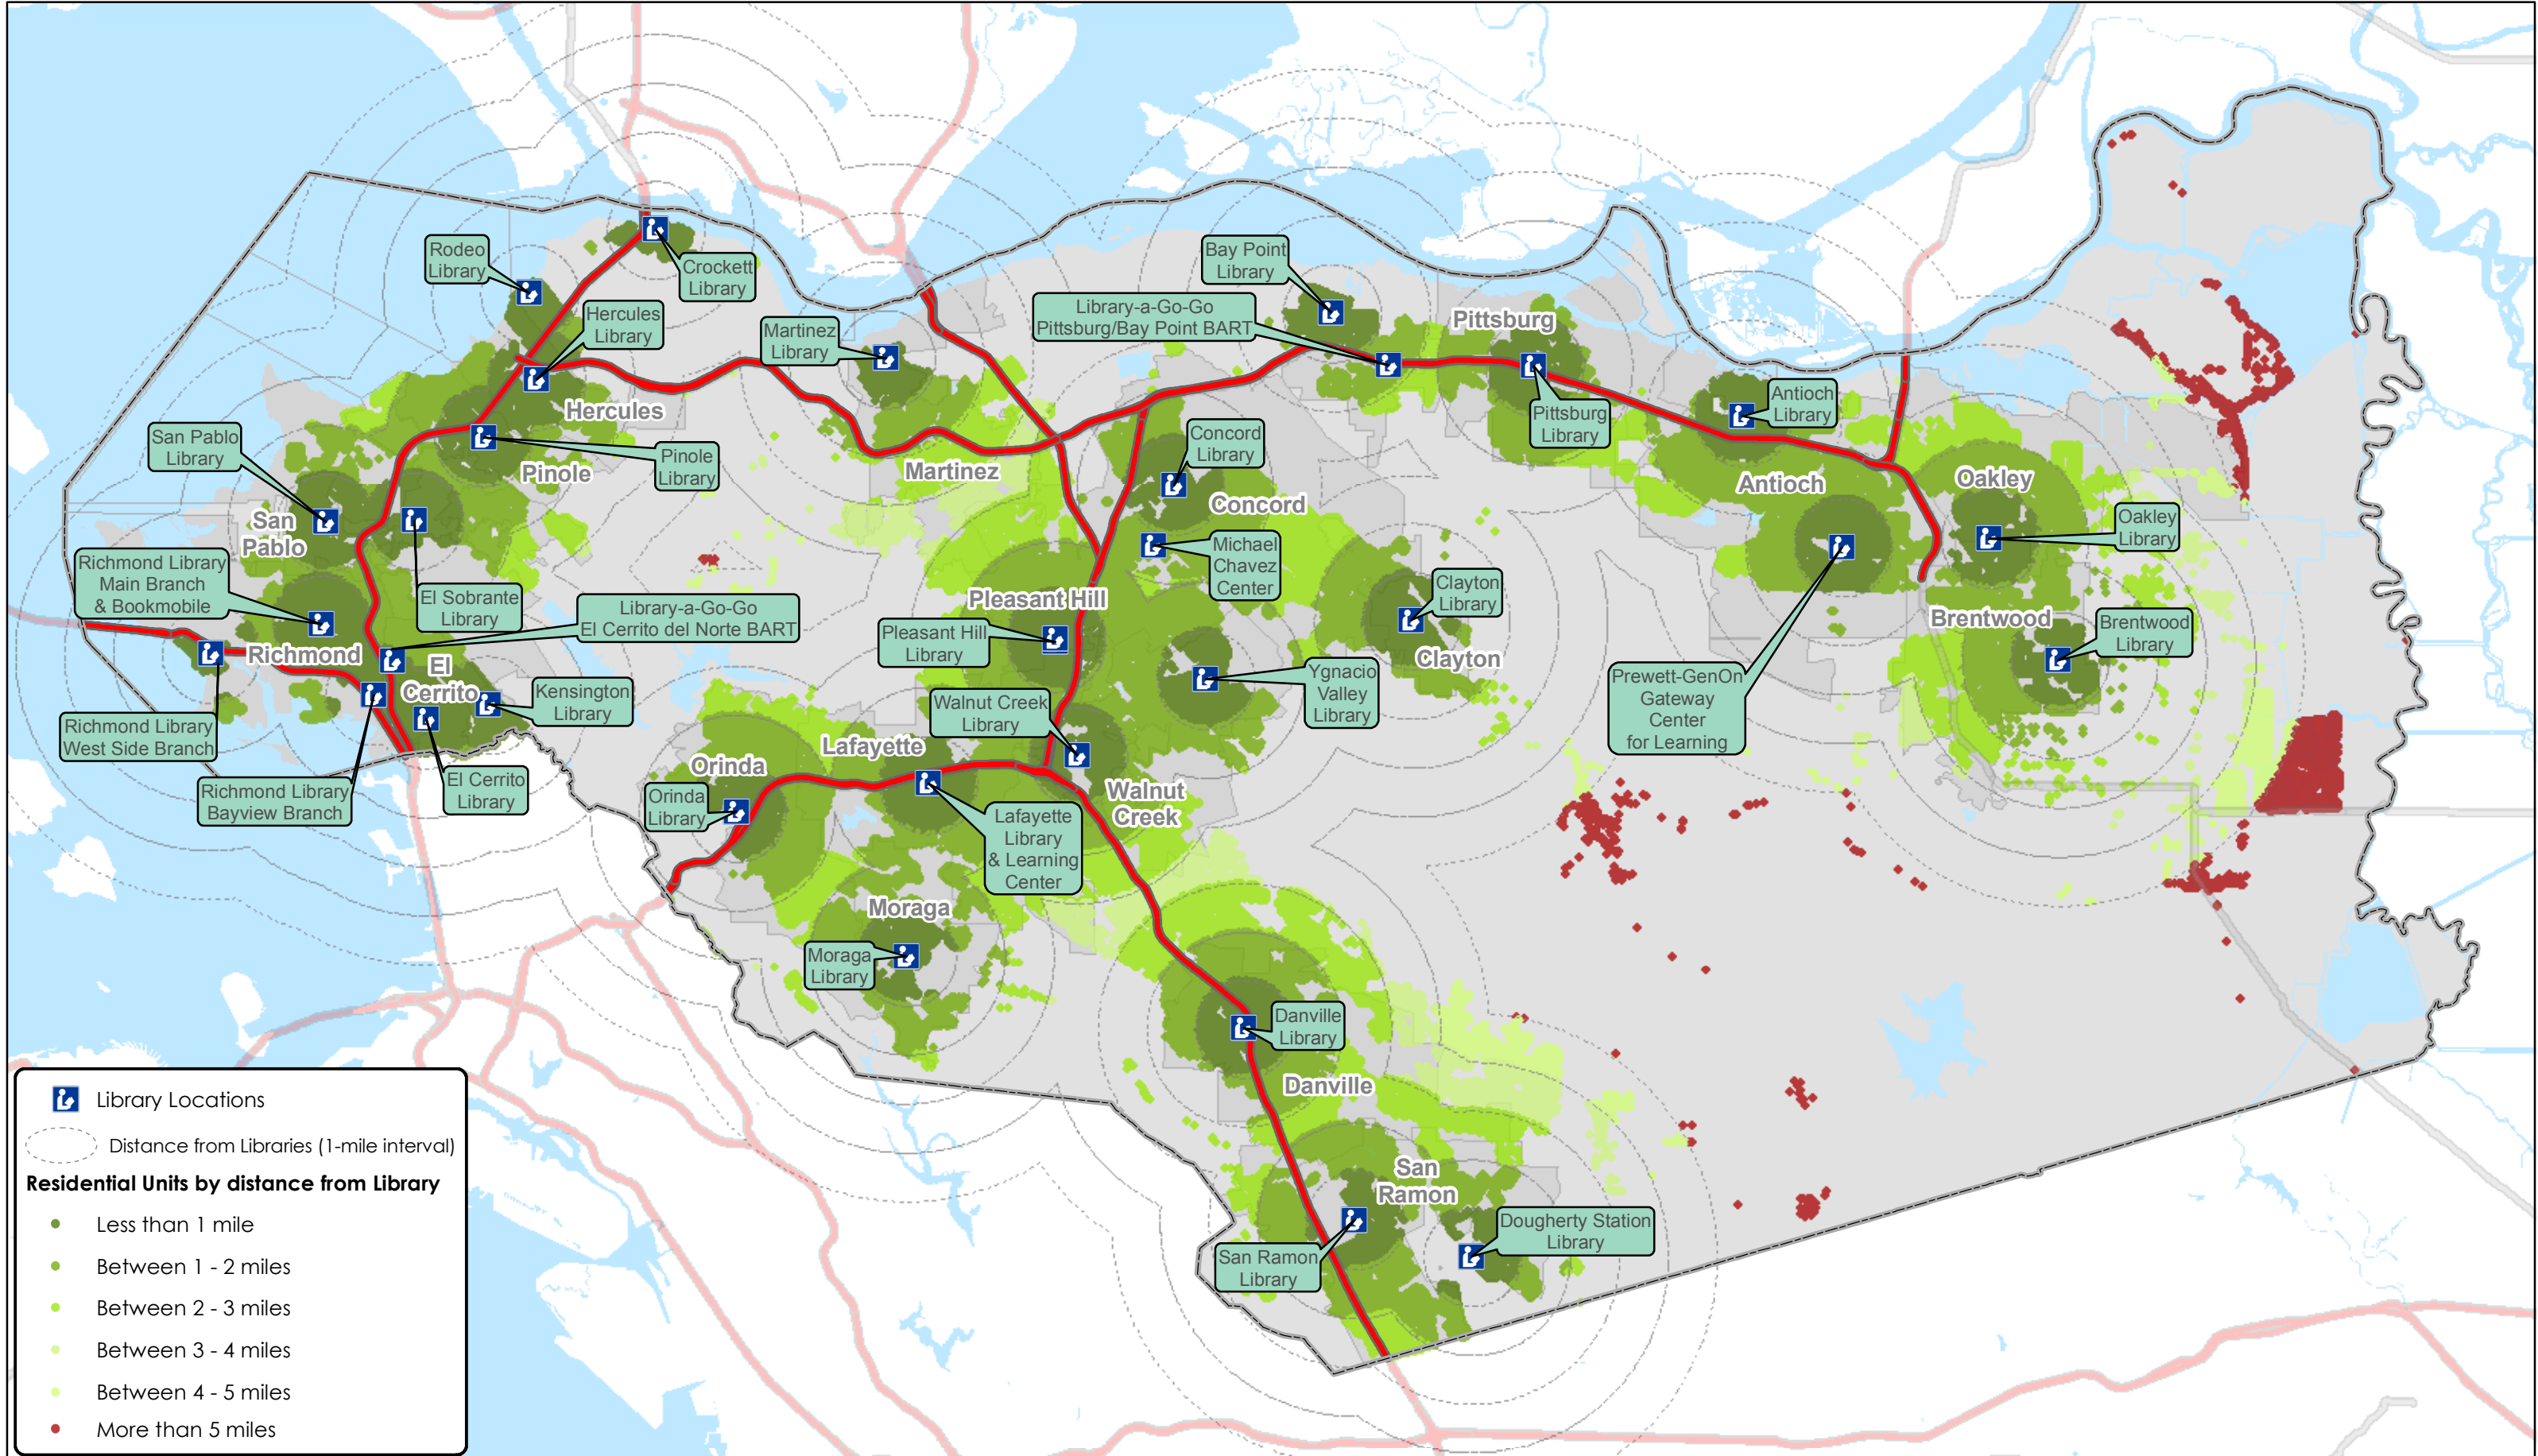 Rodeo
Library
Crockett
Library
Hercules
Library
Martinez
Library
Bay Point
Library
Library-a-Go-Go
Pittsburg/Bay Point BART
Pittsburg
Pittsburg
Library
Antioch
Library
Hercules
San Pablo
Library
Pinole
Pinole
Library
Martinez
Concord
Library
Concord
Antioch
Oakley
Oakley
Library
San
Pablo
Richmond Library
Main Branch
& Bookmobile
El Sobrante
Library
Library-a-Go-Go
El Cerrito del Norte BART
Michael
Chavez
Center
Pleasant Hill
Pleasant Hill
Library
Clayton
Library
Clayton
Brentwood
Brentwood
Library
Richmond
El
Cerrito
Kensington
Library
Richmond Library
West Side Branch
Richmond Library
Bayview Branch
El Cerrito
Library
Walnut Creek
Library
Ygnacio
Valley
Library
Prewett-GenOn
Gateway
Center
for Learning
Orinda
Orinda
Library
Lafayette
Lafayette
Library
& Learning
Center
Walnut
Creek
Moraga
Moraga
Library
Danville
Library
Danville
San
Ramon
San Ramon
Library
Dougherty Station
Library
Library Locations
Distance from Libraries (1-mile interval)
Residential Units by distance from Library
Less than 1 mile
Between 1 - 2 miles
Between 2 - 3 miles
Between 3 - 4 miles
Between 4 - 5 miles
More than 5 miles